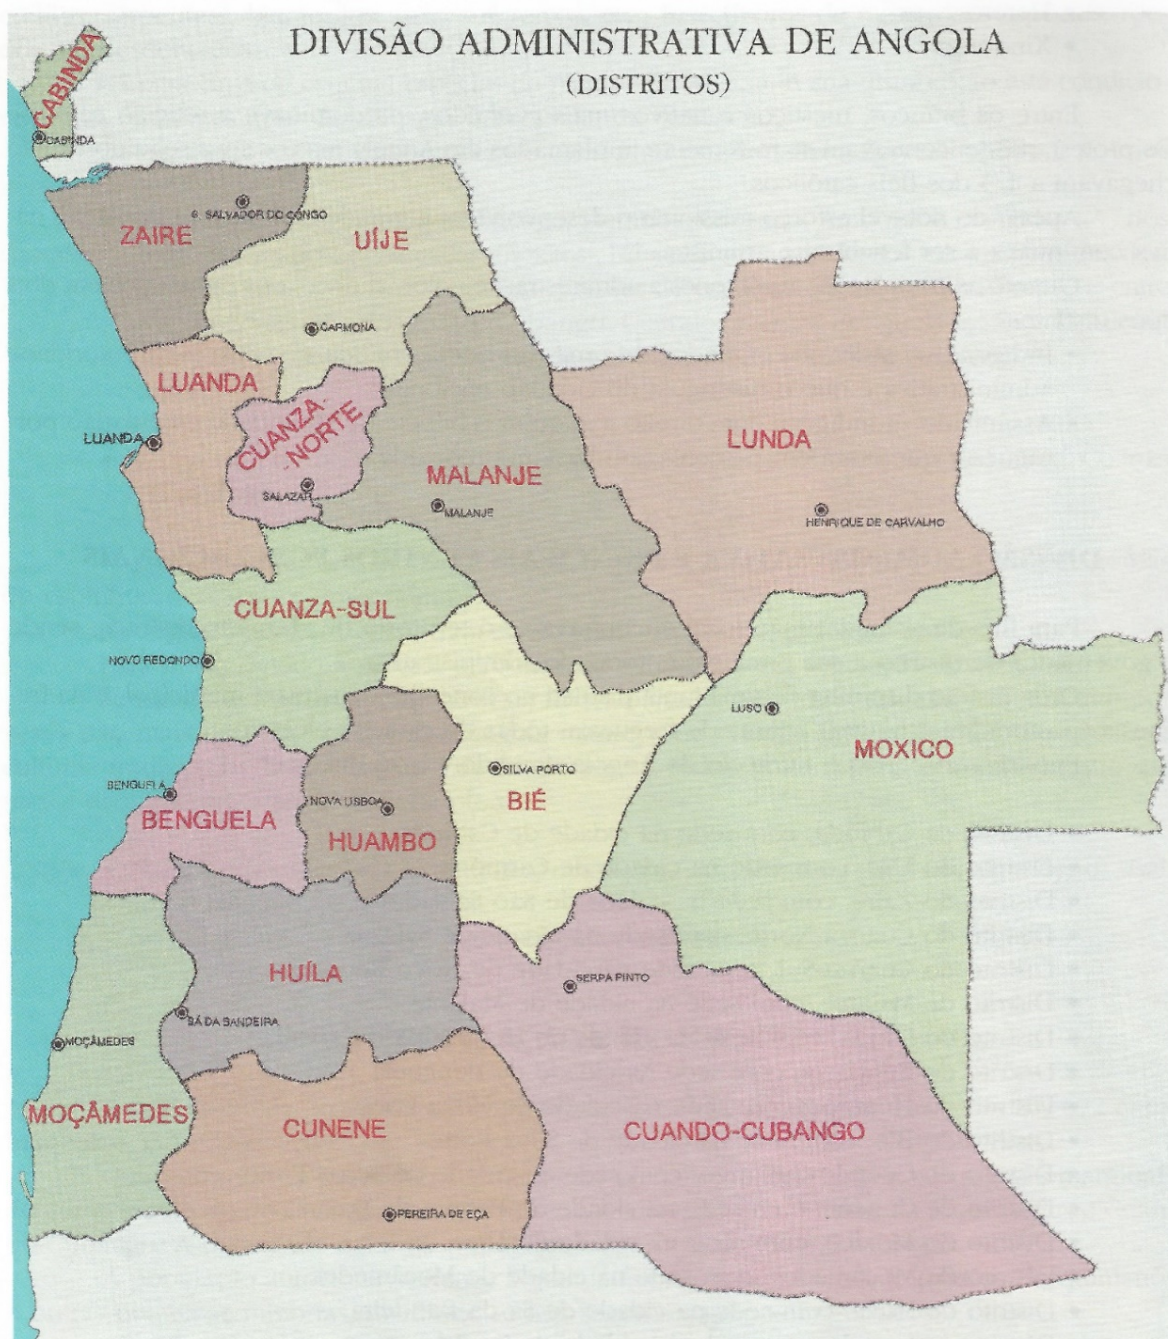 DIVISÃO ADMINISTRATIVA DE ANGOLA
(DISTRITOS)
CABINDA
CABINDA
S. SALVADOR DO CONGO
ZAIRE
UÍJE
CARMONA
LUANDA
LUANDA
CUANZA-
-NORTE
SALAZAR
MALANJE
MALANJE
LUNDA
HENRIQUE DE CARVALHO
CUANZA-SUL
NOVO REDONDO
LUSO
MOXICO
BENGUELA
BENGUELA
NOVA LISBOA
HUAMBO
SILVA PORTO
BIÉ
HUÍLA
SÁ DA BANDEIRA
SERPA PINTO
MOÇÂMEDES
MOÇÂMEDES
CUNENE
PEREIRA DE EÇA
CUANDO-CUBANGO